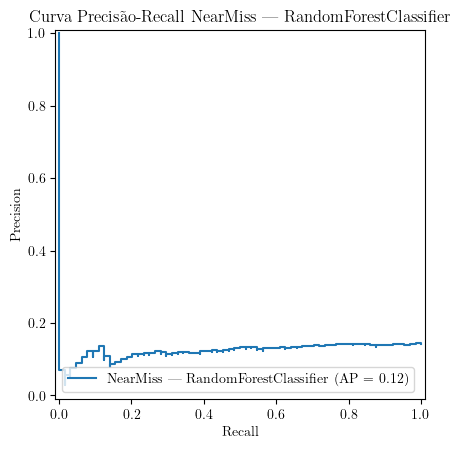 Curva Precisão-Recall NearMiss — RandomForestClassifier
1.0
0.8
0.6
0.4
0.2
0.0
Precision
NearMiss — RandomForestClassifier (AP = 0.12)
0.0 0.2 0.4 0.6 0.8 1.0
Recall